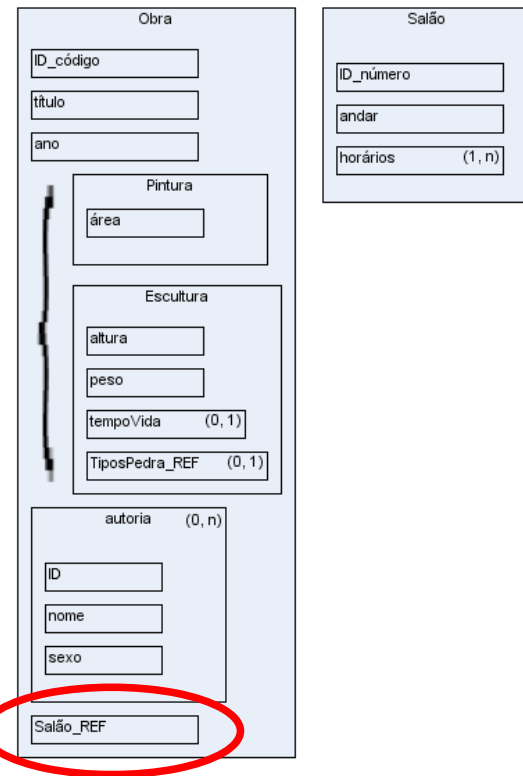 Obra
ID_código
título
ano
Pintura
área
Escultura
altura
peso
tempoVida (0, 1)
TiposPedra_REF (0, 1)
autoria (0, n)
ID
nome
sexo
Salão_REF
Salão
ID_número
andar
horários (1, n)